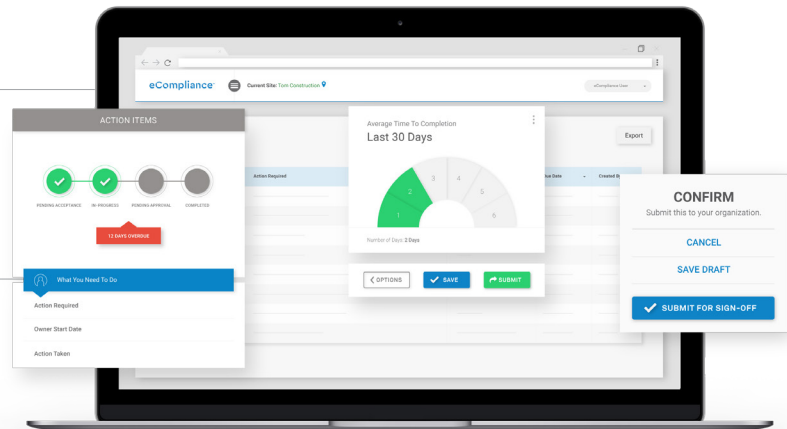 eCompliance
Current Site: Tom Construction
eCompliance User
ACTION ITEMS
PENDING ACCEPTANCE
IN-PROGRESS
PENDING APPROVAL
COMPLETED
12 DAYS OVERDUE
What You Need To Do
Action Required
Owner Start Date
Action Taken
Action Required
Average Time To Completion
Last 30 Days
1
2
3
4
5
6
Number of Days: 2 Days
OPTIONS
SAVE
SUBMIT
Export
Date
Created
CONFIRM
Submit this to your organization.
CANCEL
SAVE DRAFT
SUBMIT FOR SIGN-OFF